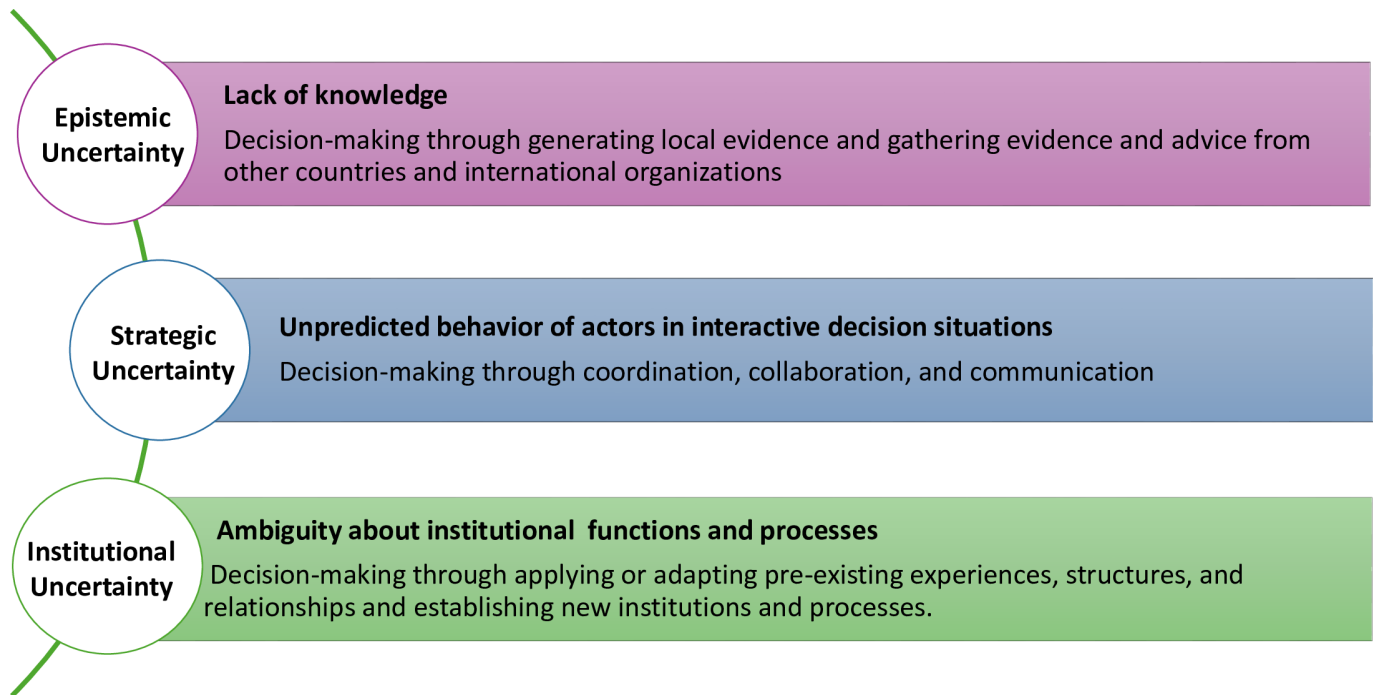 Epistemic
Uncertainty
Lack of knowledge
Decision-making through generating local evidence and gathering evidence and advice from
other countries and international organizations
Strategic
Uncertainty
Unpredicted behavior of actors in interactive decision situations
Decision-making through coordination, collaboration, and communication
Institutional
Uncertainty
Ambiguity about institutional  functions and processes
Decision-making through applying or adapting pre-existing experiences, structures, and
relationships and establishing new institutions and processes.